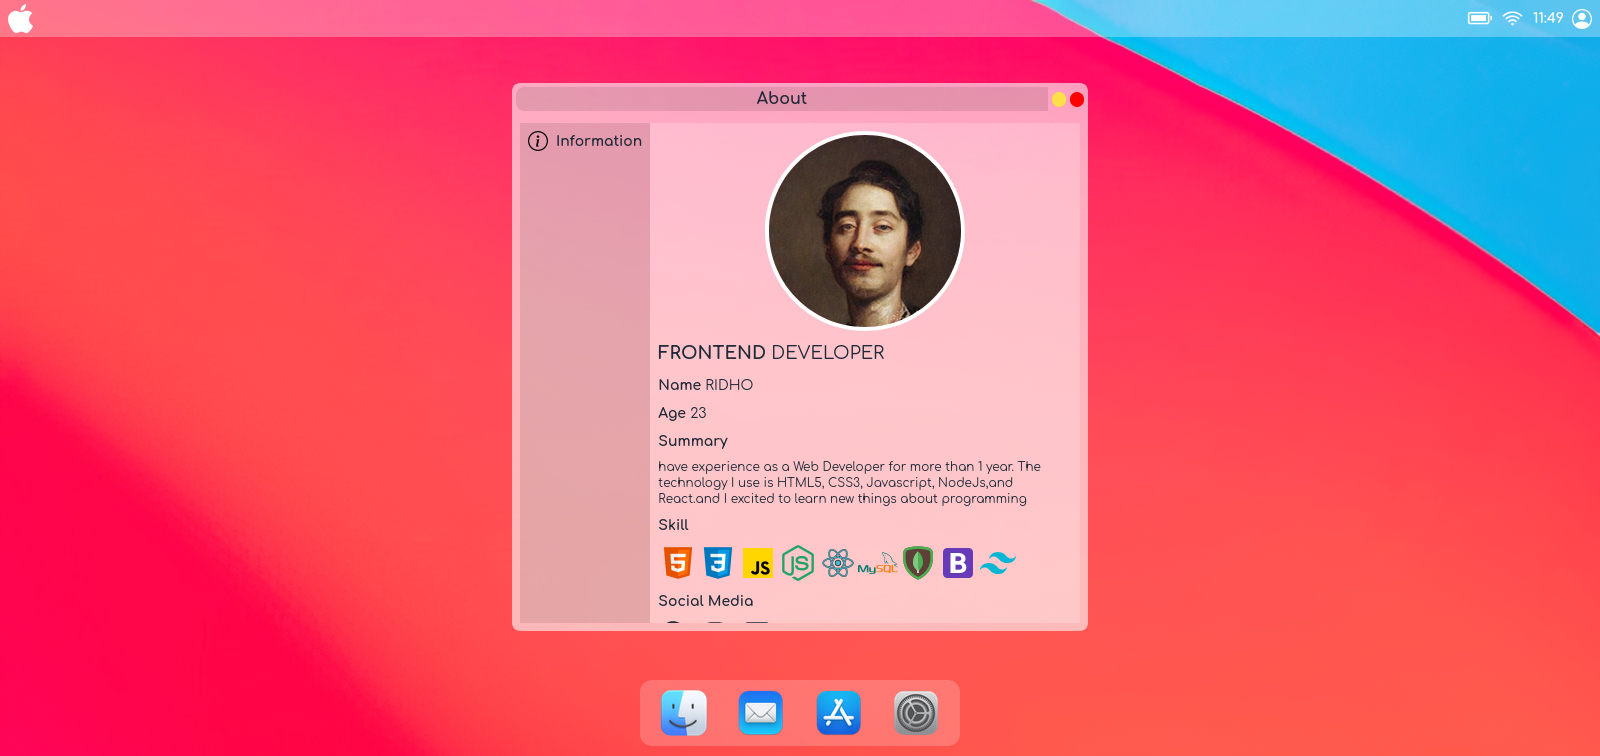 11:49
About
Information
FRONTEND DEVELOPER
Name RIDHO
Age 23
Summary
have experience as a Web Developer for more than 1 year. The
technology I use is HTML5, CSS3, Javascript, NodeJs,and
React.and I excited to learn new things about programming
Skill
5 3 JS JS MySQL B
Social Media